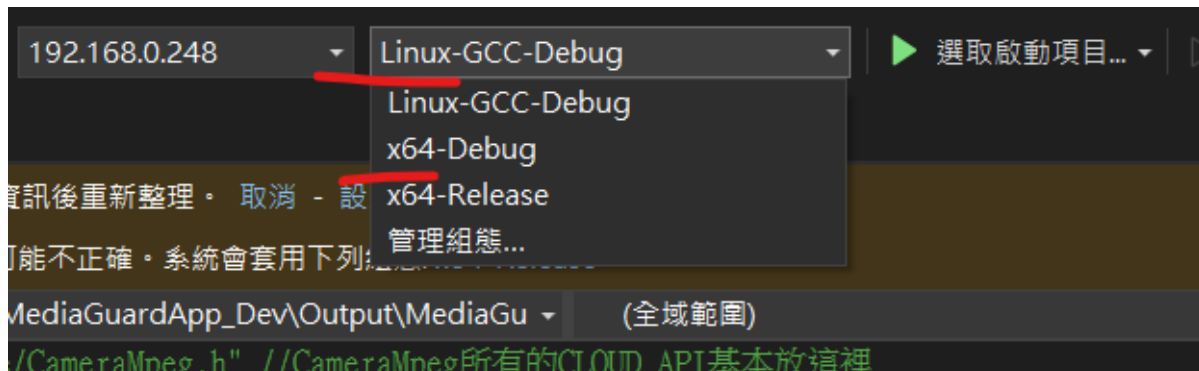 192.168.0.248 Linux-GCC-Debug 選取啟動項目...
Linux-GCC-Debug
x64-Debug
資訊後重新整理。 取消 - 設
x64-Release
可能不正確。系統會套用下列
管理組態...
MediaGuardApp_Dev\Output\MediaGu (全域範圍)
/CameraMpeg.h" //CameraMpeg所有的CLOUD API基本放這裡